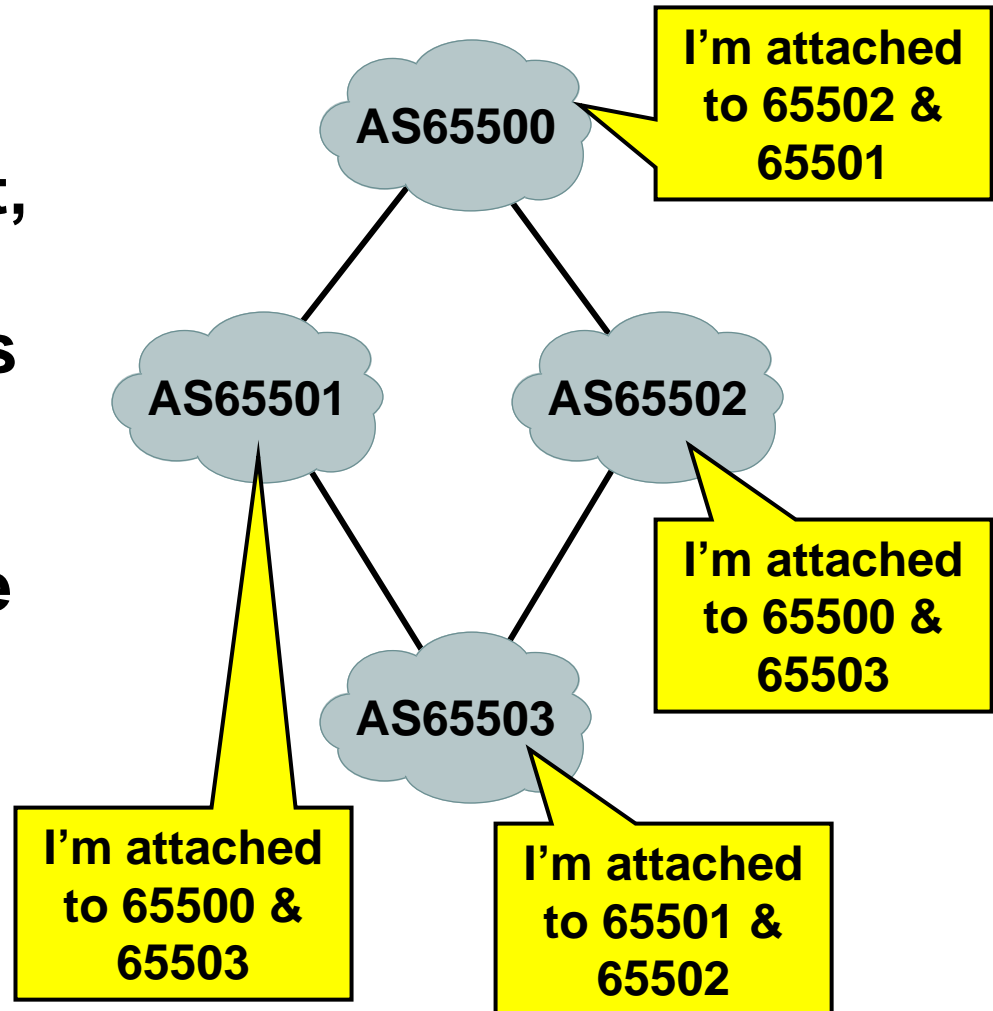 I'm attached
to 65502 &
65501
AS65500
AS65501
AS65502
I'm attached
to 65500 &
65503
AS65503
I'm attached
to 65500 &
65503
I'm attached
to 65501 &
65502